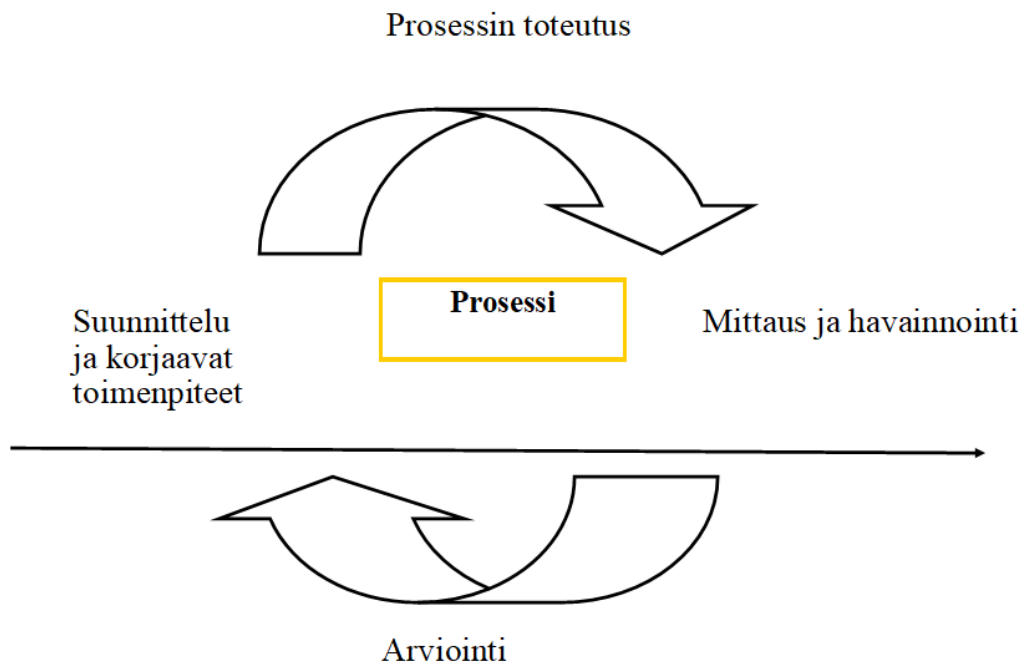 Prosessin toteutus
Prosessi
Suunnittelu
ja korjaavat
toimenpiteet
Mittaus ja havainnointi
Arviointi